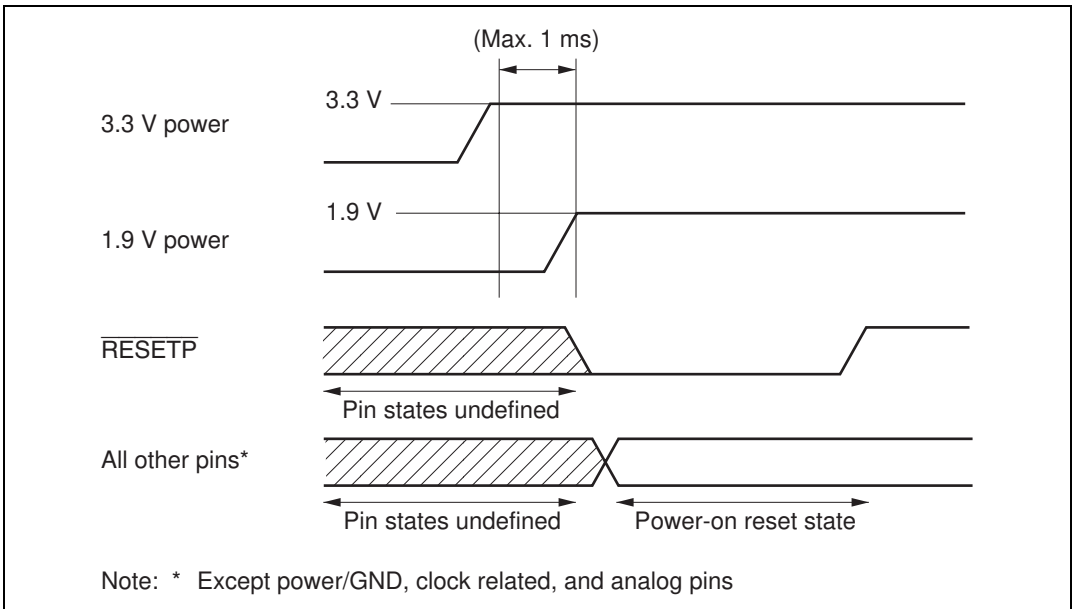 (Max. 1 ms)
3.3 V
3.3 V power
1.9 V
1.9 V power
RESETP
Pin states undefined
All other pins*
Pin states undefined
Power-on reset state
Note: * Except power/GND, clock related, and analog pins